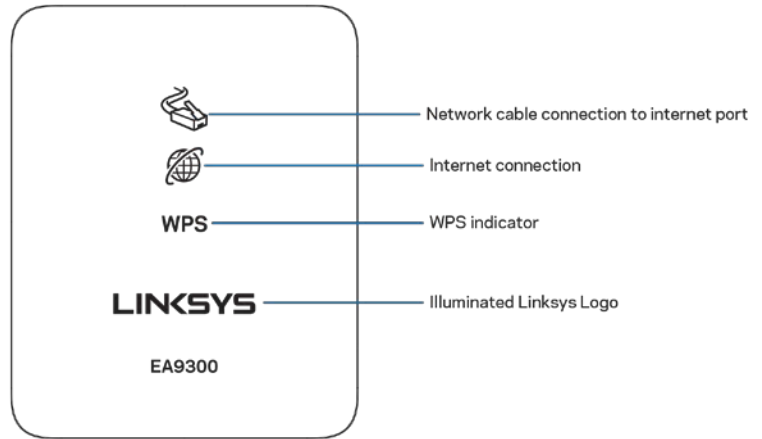 Network cable connection to internet port
Internet connection
WPS
WPS indicator
LINKSYS
Illuminated Linksys Logo
EA9300